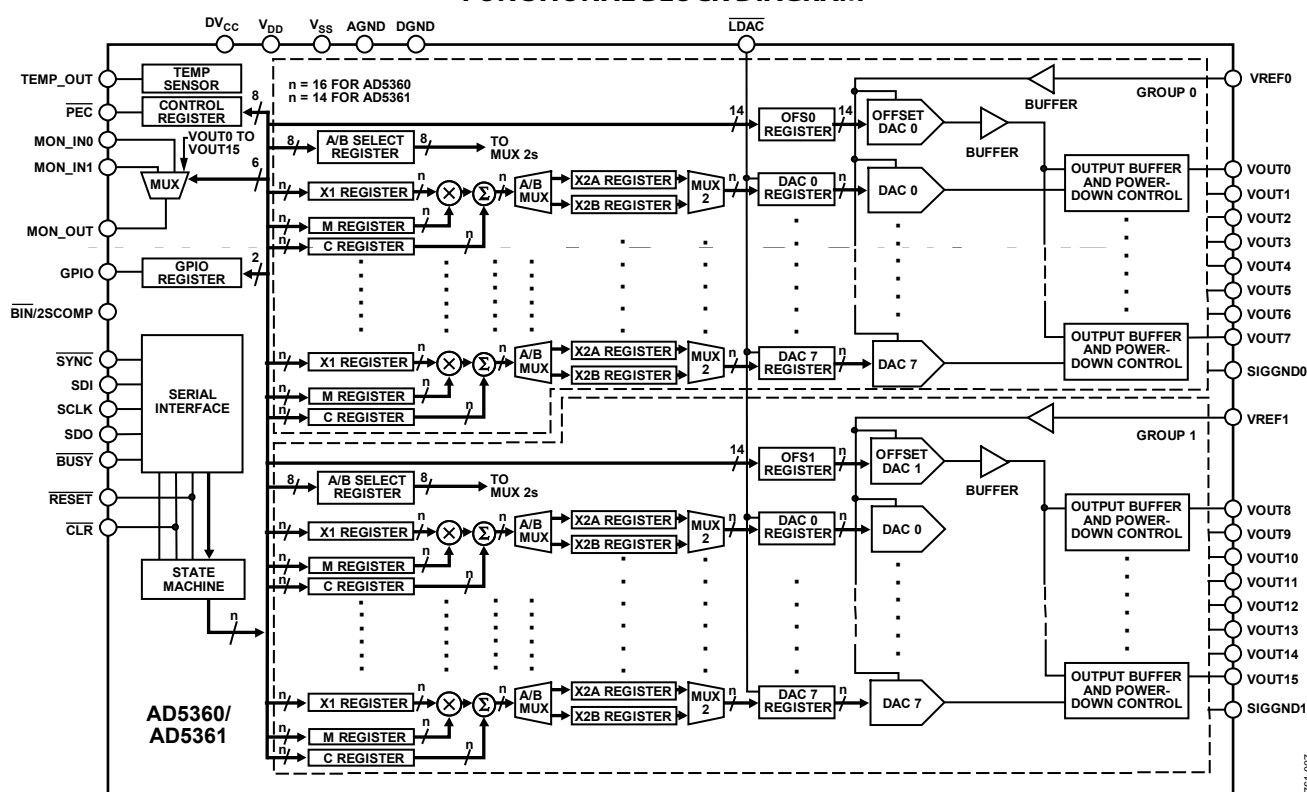 FUNCTIONAL BLOCK DIAGRAM
DVCC VDD VSS AGND DGND LDAC
TEMP_OUT
TEMP
SENSOR
n = 16 FOR AD5360
n = 14 FOR AD5361
BUFFER
GROUP 0
VREF0
PEC
CONTROL
REGISTER
8
14
OFS0
REGISTER
14
OFFSET
DAC 0
BUFFER
MON_IN0
VOUT0 TO
VOUT15
MON_IN1
MUX
6
8
A/B SELECT
REGISTER
8
TO
MUX 2s
n
X1 REGISTER
n
n
A/B
MUX
X2A REGISTER
X2B REGISTER
MUX
2
n
DAC 0
REGISTER
n
DAC 0
OUTPUT BUFFER
AND POWER-
DOWN CONTROL
n
M REGISTER
n
n
C REGISTER
n
Σ
MON_OUT
GPIO
GPIO
REGISTER
2
BIN/2SCOMP
VOUT0
VOUT1
VOUT2
VOUT3
VOUT4
VOUT5
VOUT6
VOUT7
SIGGND0
SYNC
SDI
SCLK
SDO
BUSY
RESET
CLR
SERIAL
INTERFACE
STATE
MACHINE
n
n
X1 REGISTER
n
n
A/B
MUX
X2A REGISTER
X2B REGISTER
MUX
2
n
DAC 7
REGISTER
n
DAC 7
OUTPUT BUFFER
AND POWER-
DOWN CONTROL
n
M REGISTER
n
n
C REGISTER
n
Σ
VREF1
GROUP 1
14
OFS1
REGISTER
n
OFFSET
DAC 1
BUFFER
8
A/B SELECT
REGISTER
8
TO
MUX 2s
n
X1 REGISTER
n
n
A/B
MUX
X2A REGISTER
X2B REGISTER
MUX
2
n
DAC 0
REGISTER
n
DAC 0
OUTPUT BUFFER
AND POWER-
DOWN CONTROL
n
M REGISTER
n
n
C REGISTER
n
Σ
VOUT8
VOUT9
VOUT10
VOUT11
VOUT12
VOUT13
VOUT14
VOUT15
SIGGND1
n
X1 REGISTER
n
n
A/B
MUX
X2A REGISTER
X2B REGISTER
MUX
2
n
DAC 7
REGISTER
n
DAC 7
OUTPUT BUFFER
AND POWER-
DOWN CONTROL
n
M REGISTER
n
n
C REGISTER
n
Σ
AD5360/
AD5361